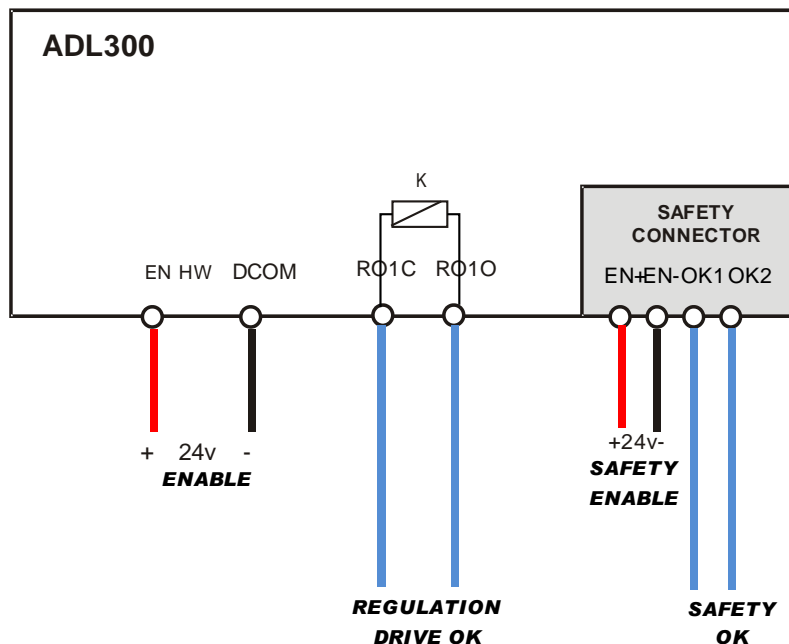 ADL300
K
SAFETY
CONNECTOR
EN HW DCOM RO1C RO1O
EN+EN-OK1 OK2
+ 24v -
ENABLE
+24v-
SAFETY
ENABLE
REGULATION
DRIVE OK
SAFETY
OK